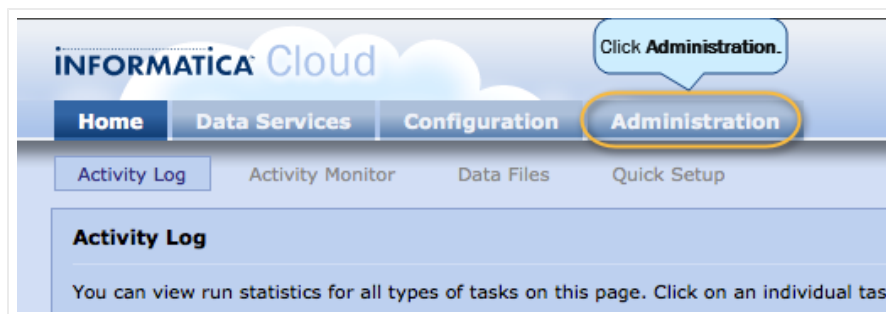 INFORMATICA Cloud
Click Administration.
Home Data Services Configuration Administration
Activity Log Activity Monitor Data Files Quick Setup
Activity Log
You can view run statistics for all types of tasks on this page. Click on an individual tas